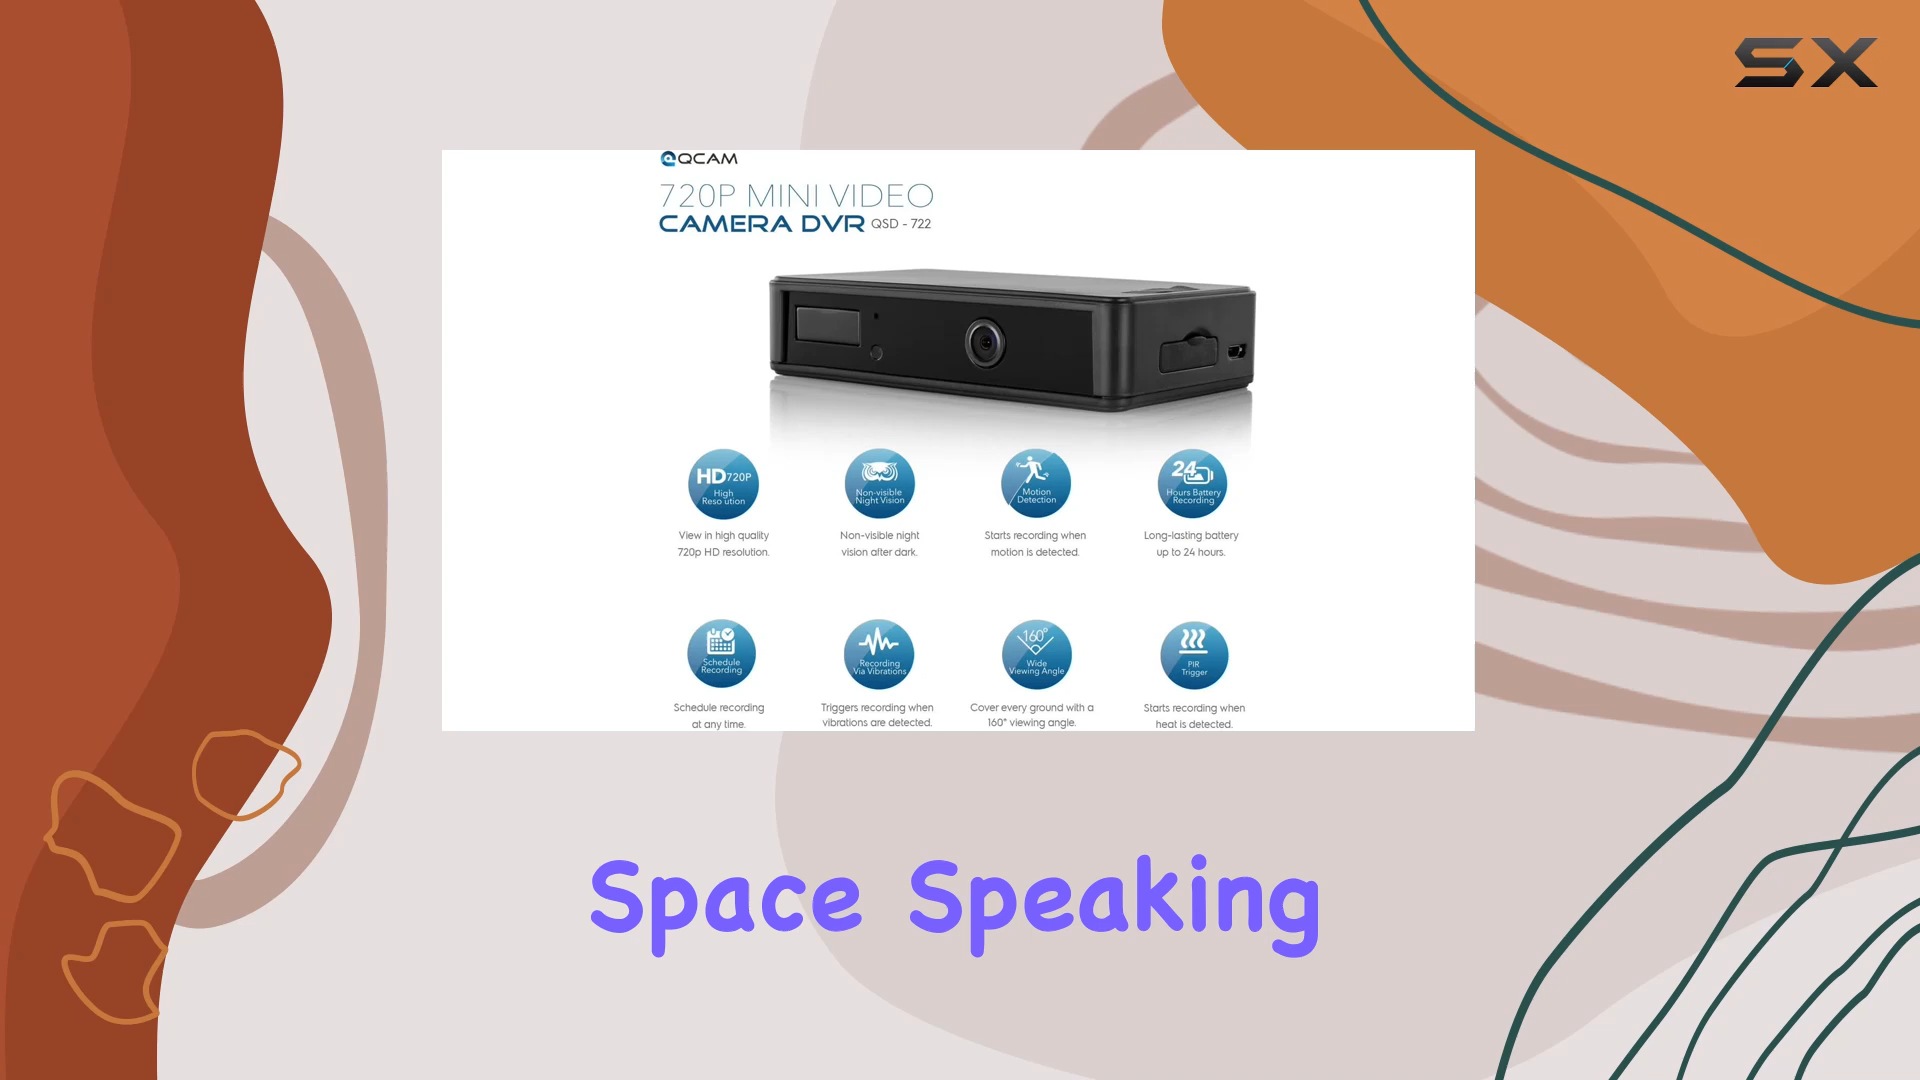 SX
QCAM
720P MINI VIDEO
CAMERA DVR QSD - 722
HD720P
High
Reso ution
Non-visible
Night Vision
Motion
Detection
24
Hours Battery
Recording
View in high quality
720p HD resolution.
Non-visible night
vision after dark.
Starts recording when
motion is detected.
Long-lasting battery
up to 24 hours.
Schedule
Recording
Recording
Via Vibrations
160°
Wide
Viewing Angle
PIR
Trigger
Schedule recording
at any time.
Triggers recording when
vibrations are detected.
Cover every ground with a
160° viewing angle.
Starts recording when
heat is detected.
Space Speaking